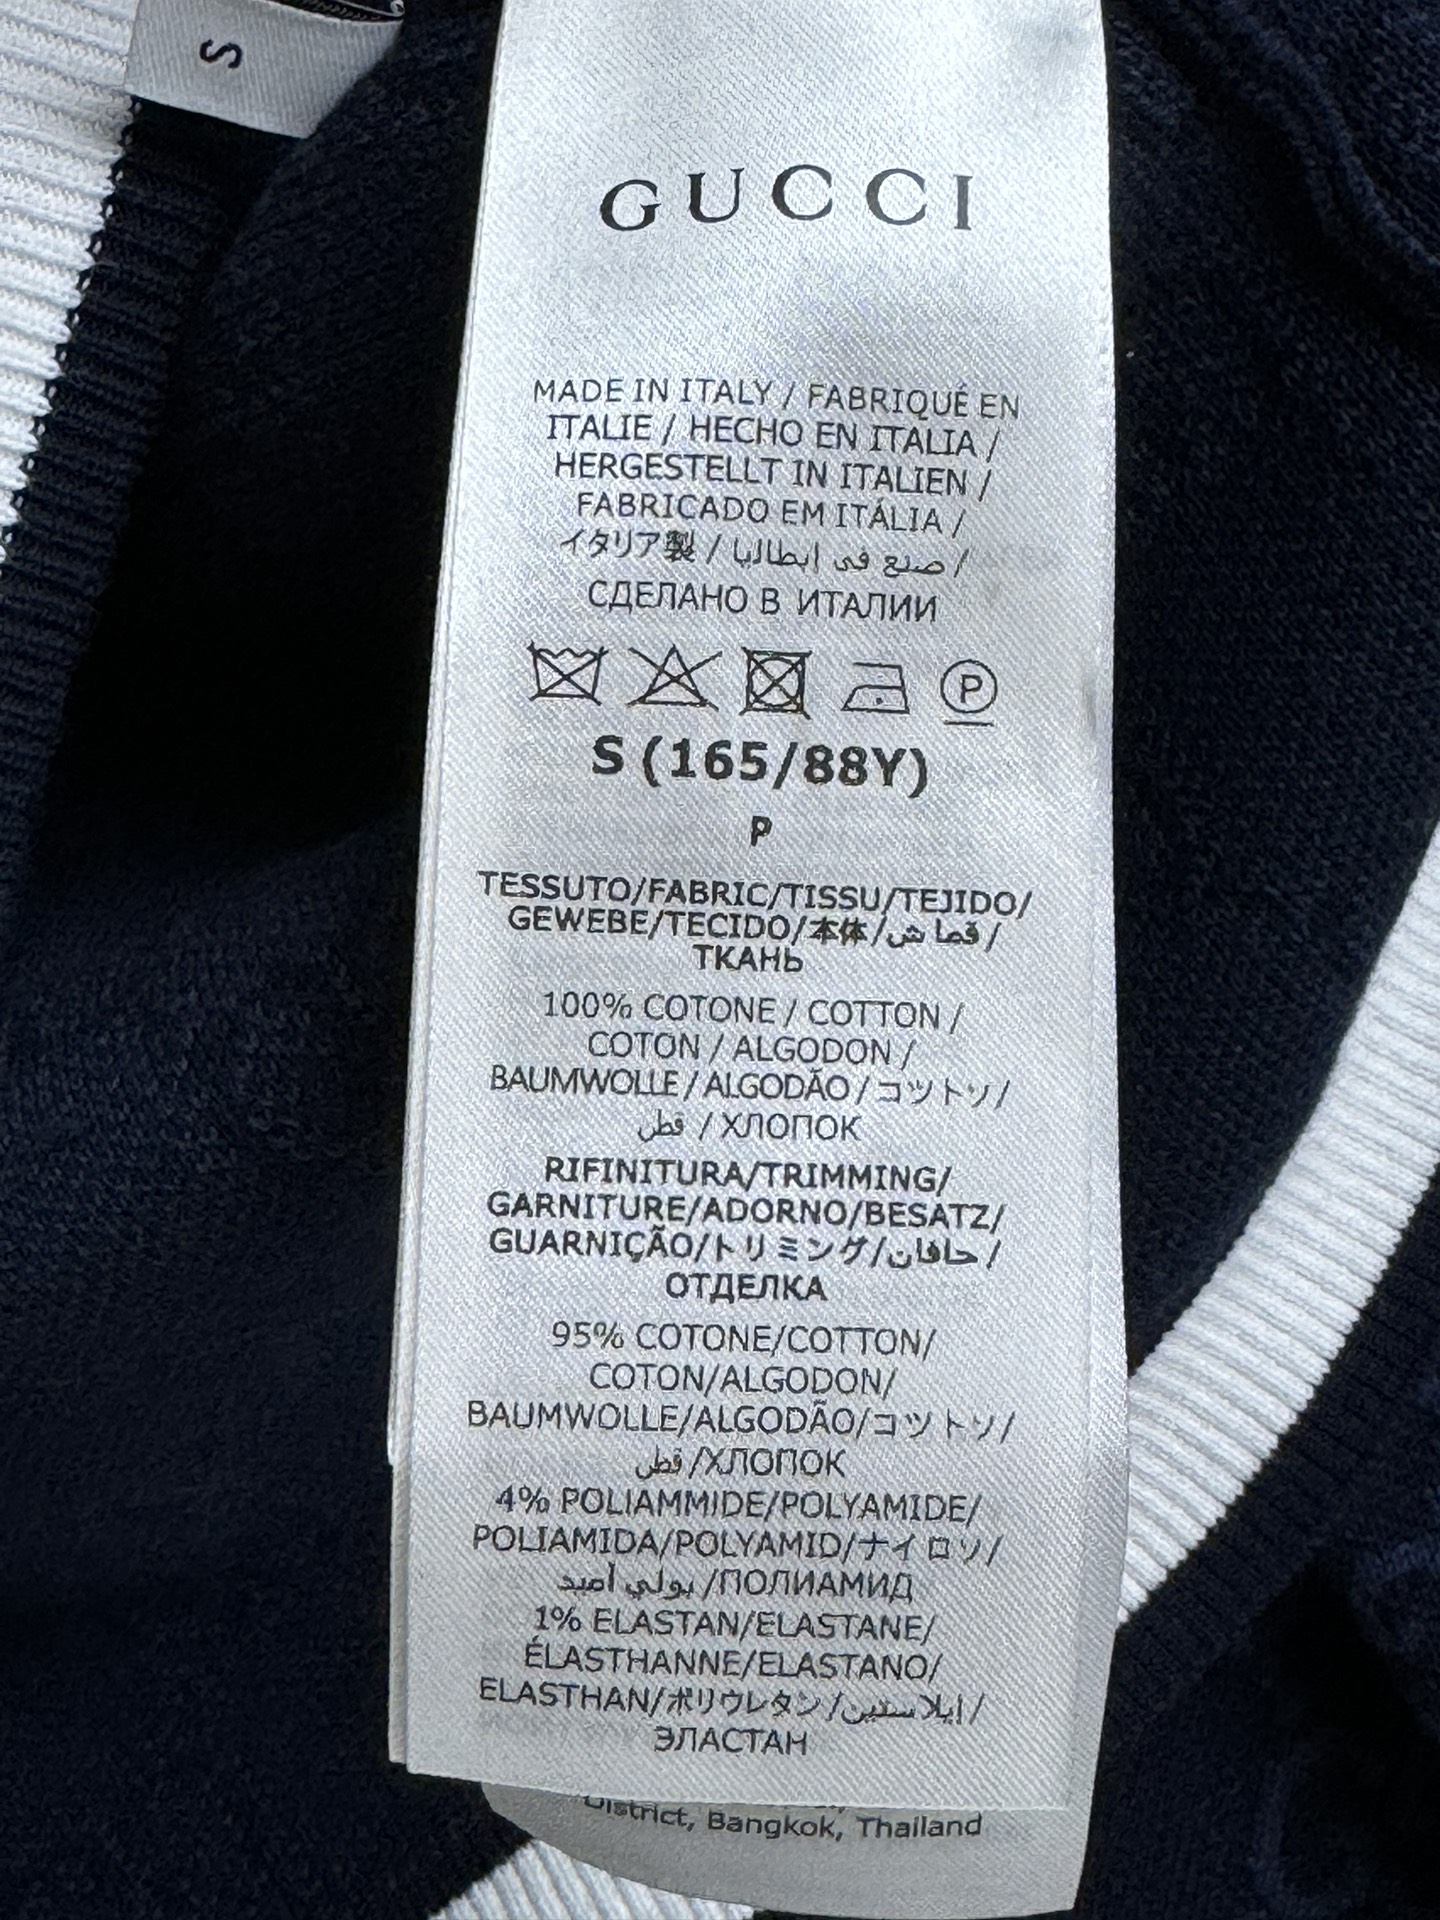 S
GUCCI
MADE IN ITALY / FABRIQUÉ EN
ITALIE / HECHO EN ITALIA /
HERGESTELLT IN ITALIEN /
FABRICADO EM ITÁLIA /
イタリア製 / صنع في ايطاليا /
СДЕЛАНО В ИТАЛИИ
P
S (165/88Y)
P
TESSUTO/FABRIC/TISSU/TEJIDO/
GEWEBE/TECIDO/本体/قما ش/
ТКАНЬ
100% COTONE / COTTON /
COTON / ALGODON /
BAUMWOLLE / ALGODÃO / コットン /
قطن / ХЛОПОК
RIFINITURA/TRIMMING/
GARNITURE/ADORNO/BESATZ/
GUARNIÇÃO/トリミング/حافان/
ОТДЕЛКА
95% COTONE/COTTON/
COTON/ALGODON/
BAUMWOLLE/ALGODÃO/コットン/
قطن/ХЛОПОК
4% POLIAMMIDE/POLYAMIDE/
POLIAMIDA/POLYAMID/ナイロン/
بولي أميد/ПОЛИАМИД
1% ELASTAN/ELASTANE/
ÉLASTHANNE/ELASTANO/
ELASTHAN/ポリウレタン/إيلاستين/
ЭЛАСТАН
District, Bangkok, Thailand